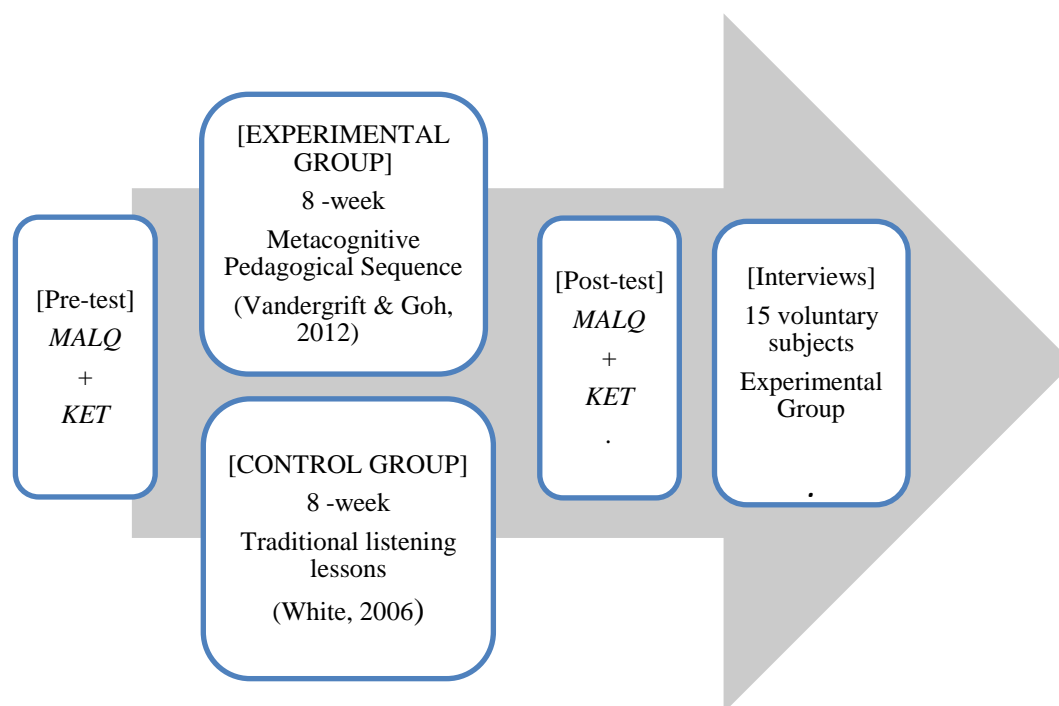 [Pre-test]
MALQ
+
KET
[EXPERIMENTAL
GROUP]
8 -week
Metacognitive
Pedagogical Sequence
(Vandergrift & Goh,
2012)
[CONTROL GROUP]
8 -week
Traditional listening
lessons
(White, 2006)
[Post-test]
MALQ
+
KET
.
[Interviews]
15 voluntary
subjects
Experimental
Group
.